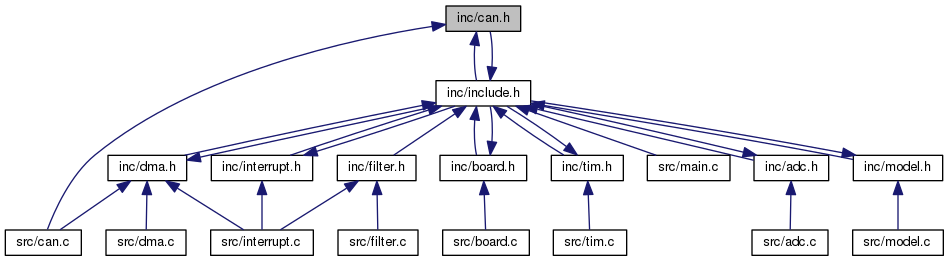 inc/can.h
inc/include.h
inc/dma.h
inc/interrupt.h
inc/filter.h
inc/board.h
inc/tim.h
src/main.c
inc/adc.h
inc/model.h
src/can.c
src/dma.c
src/interrupt.c
src/filter.c
src/board.c
src/tim.c
src/adc.c
src/model.c